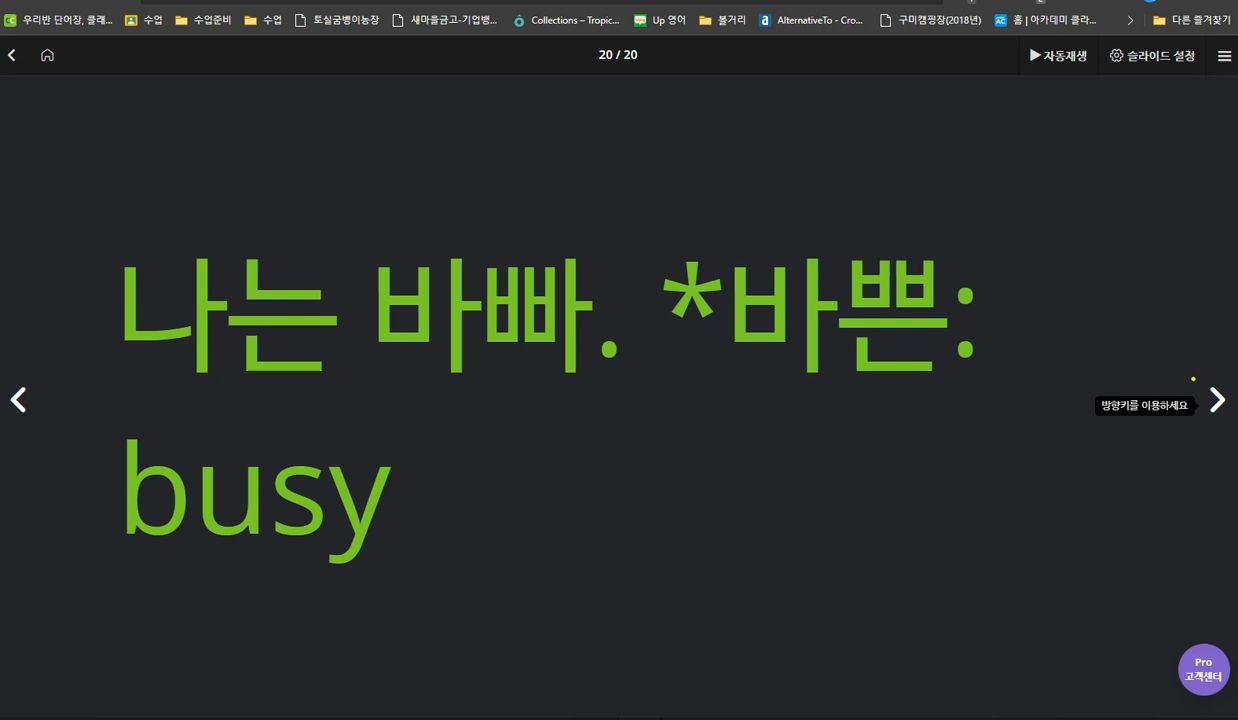 우리반 단어장, 클래... 수업 수업준비 수업 토실굼벵이농장 새마을금고-기업뱅... Collections – Tropic... Up 영어 볼거리 AlternativeTo - Cro... 구미캠핑장(2018년) 홈 | 아카데미 클라... 다른 즐겨찾기
20 / 20 자동재생 슬라이드 설정
나는 바빠. *바쁜:
방향키를 이용하세요
busy
Pro
고객센터